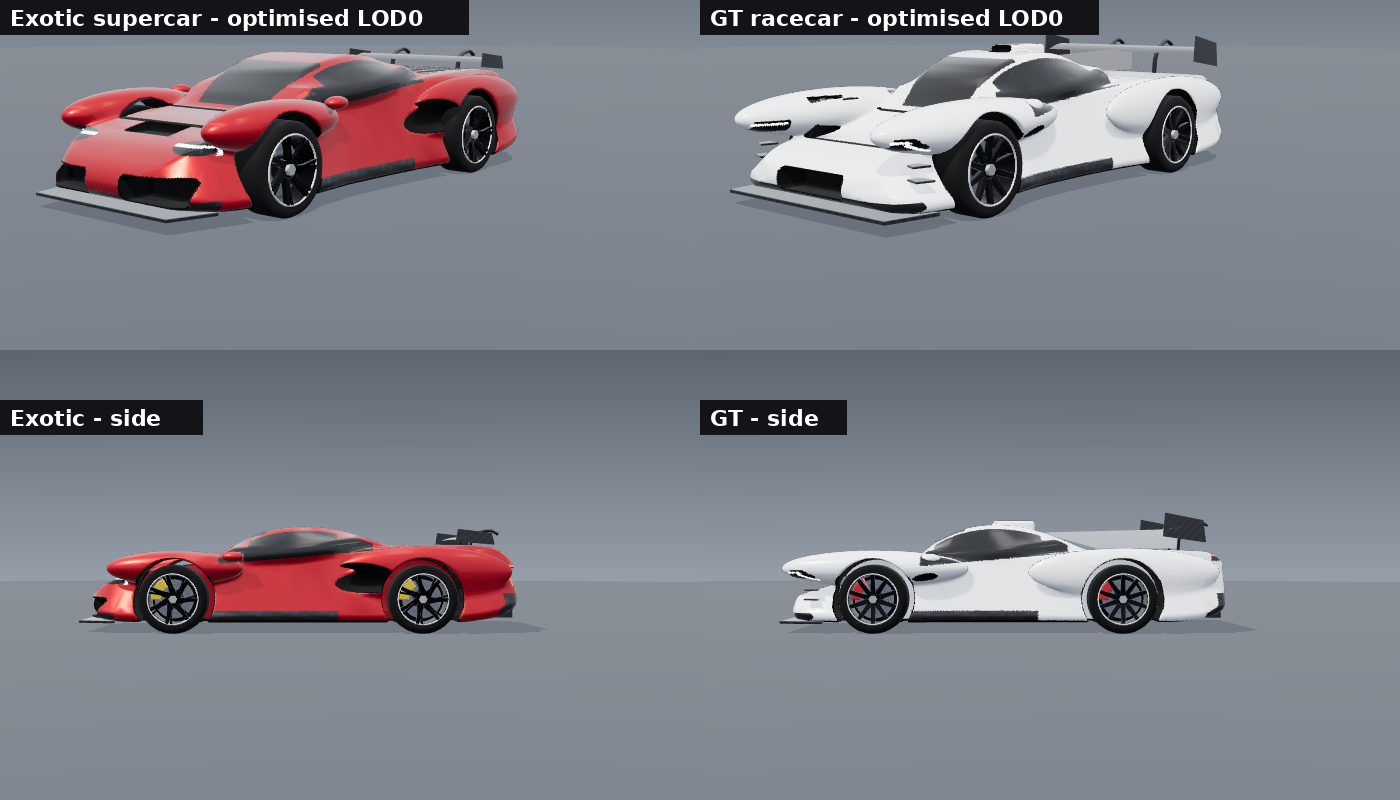 Exotic supercar - optimised LOD0
GT racecar - optimised LOD0
Exotic - side
GT - side